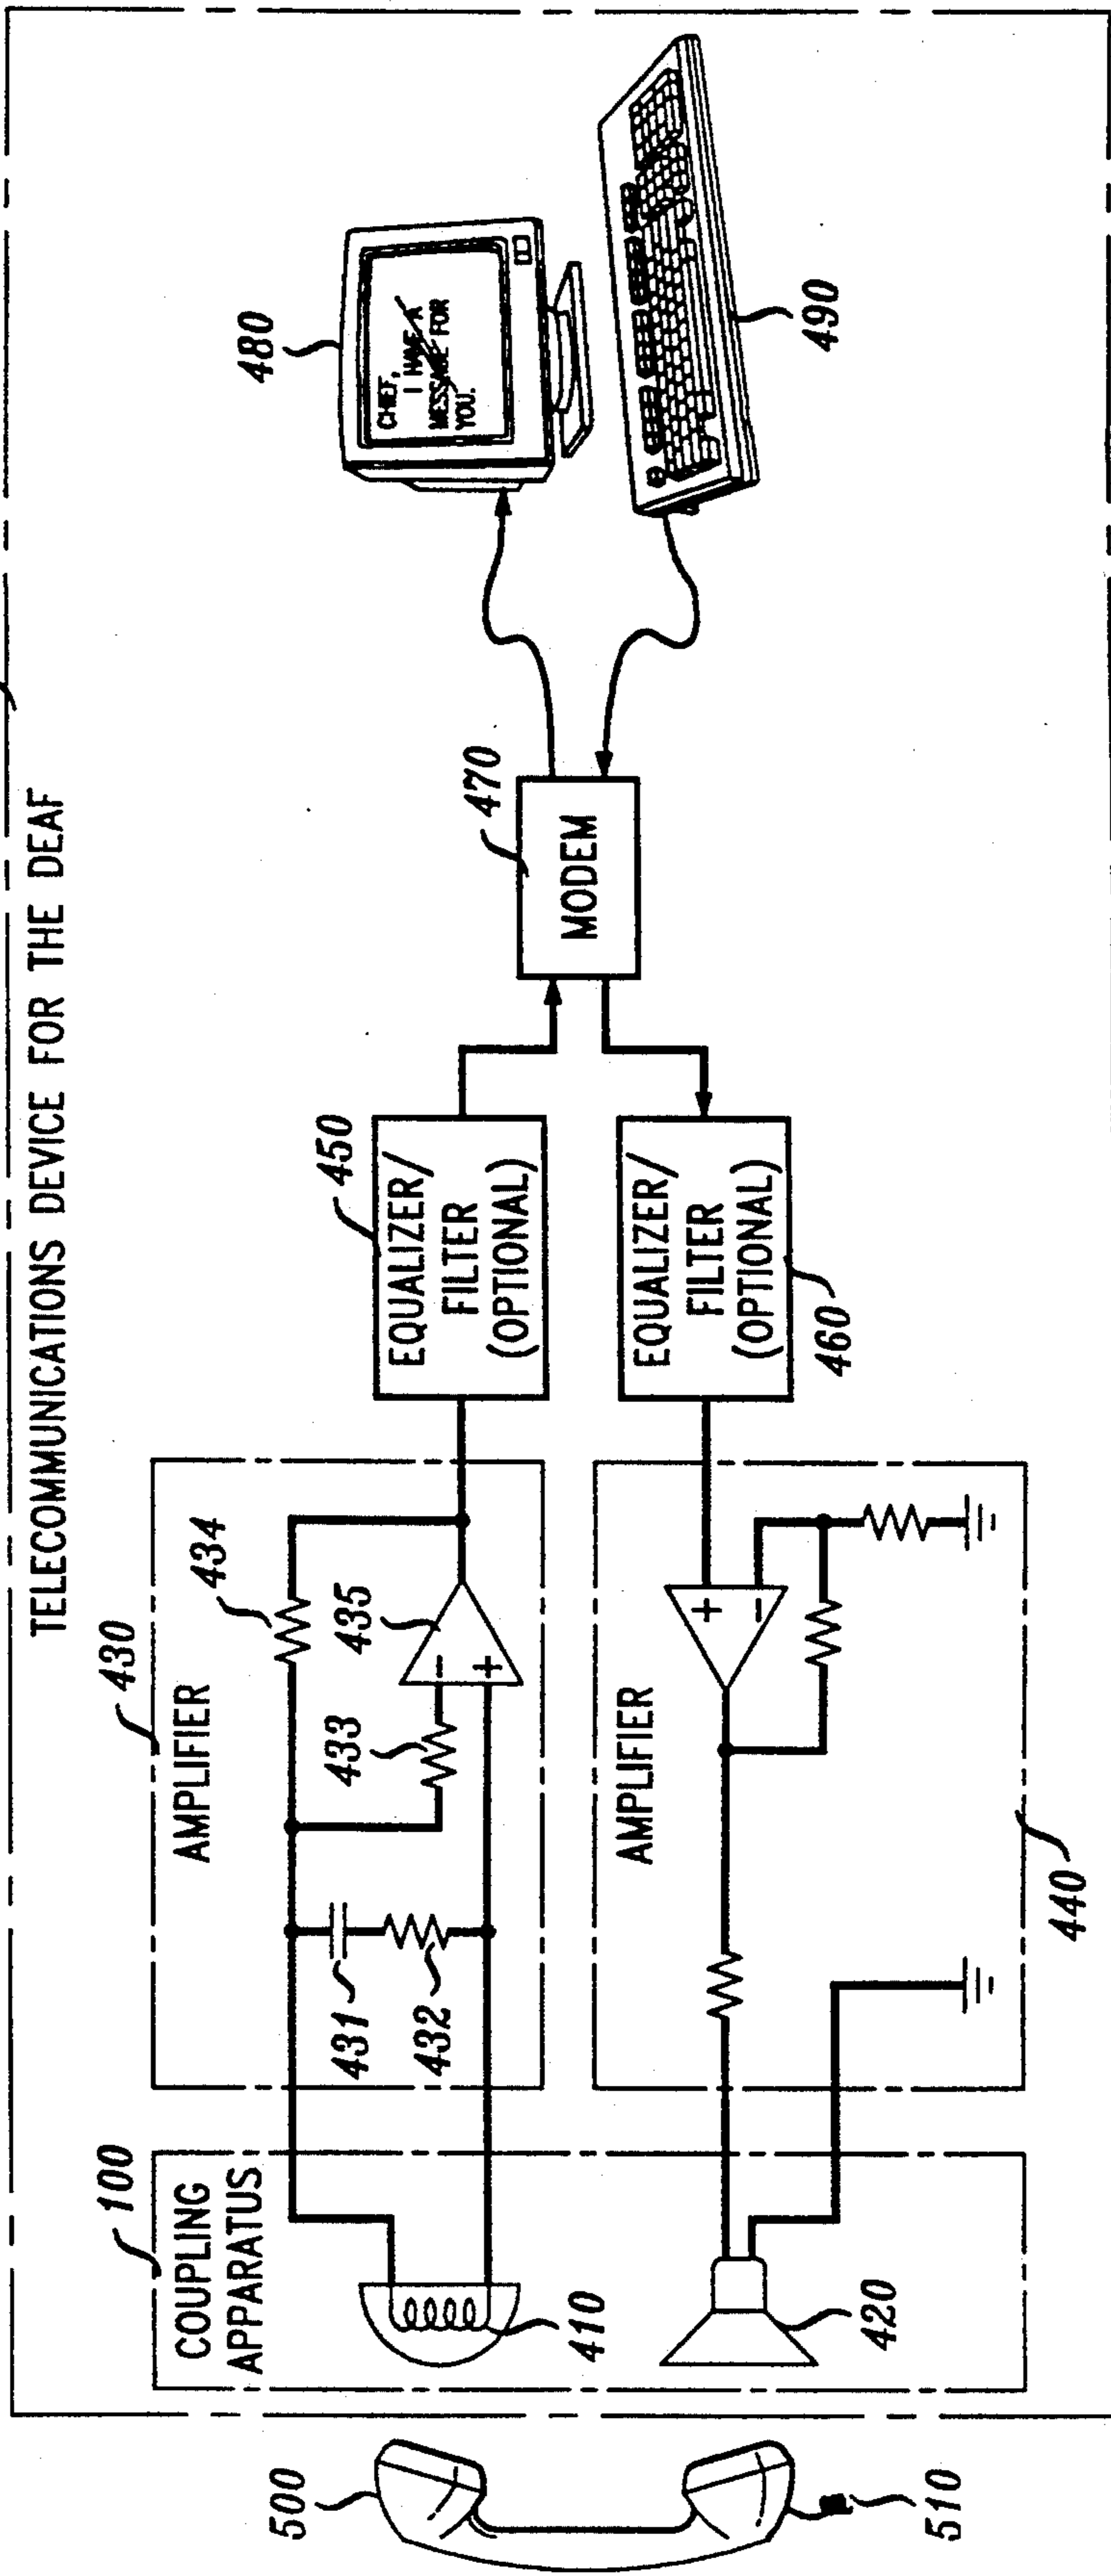 TELECOMMUNICATIONS DEVICE FOR THE DEAF
500
510
100
COUPLING
APPARATUS
410
420
430
AMPLIFIER
431
432
433
434
435
-
+
AMPLIFIER
440
+
-
450
EQUALIZER/
FILTER
(OPTIONAL)
EQUALIZER/
FILTER
(OPTIONAL)
460
470
MODEM
480
CHIEF,
I HAVE A
MESSAGE FOR
YOU.
490